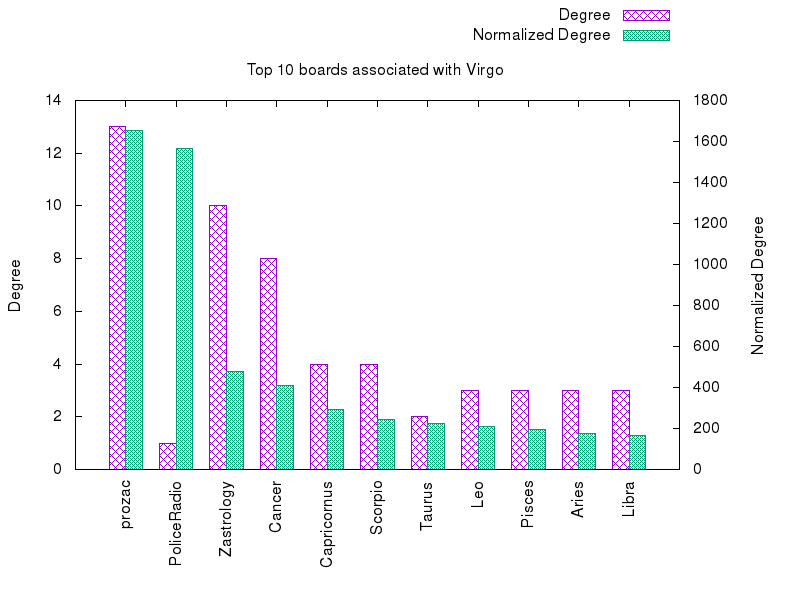 Degree
Normalized Degree
Top 10 boards associated with Virgo
14
12
10
8
6
4
2
0
1800
1600
1400
1200
1000
800
600
400
200
0
Degree
Normalized Degree
prozac
PoliceRadio
Zastrology
Cancer
Capricornus
Scorpio
Taurus
Leo
Pisces
Aries
Libra